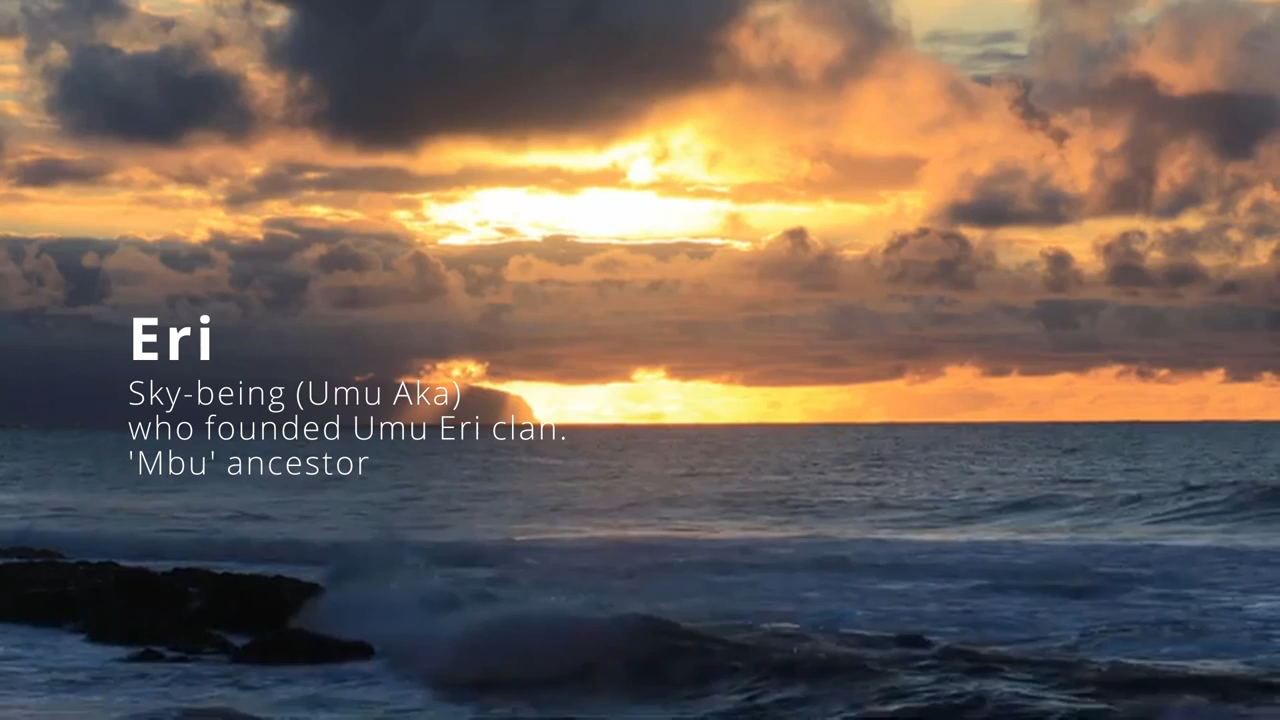 Eri
Sky-being (Umu Aka)
who founded Umu Eri clan.
'Mbu' ancestor